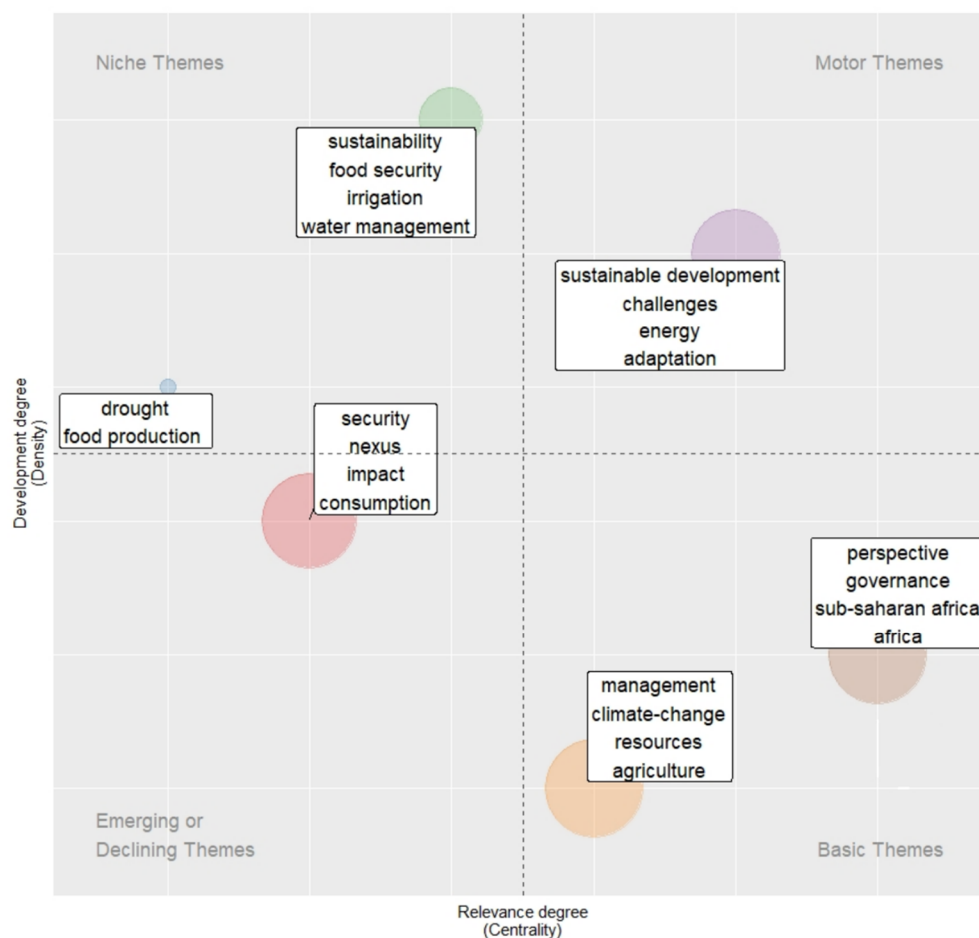 Niche Themes
Motor Themes
sustainability
food security
irrigation
water management
sustainable development
challenges
energy
adaptation
drought
food production
security
nexus
impact
consumption
Development degree
(Density)
perspective
governance
sub-saharan africa
africa
management
climate-change
resources
agriculture
Emerging or
Declining Themes
Basic Themes
Relevance degree
(Centrality)